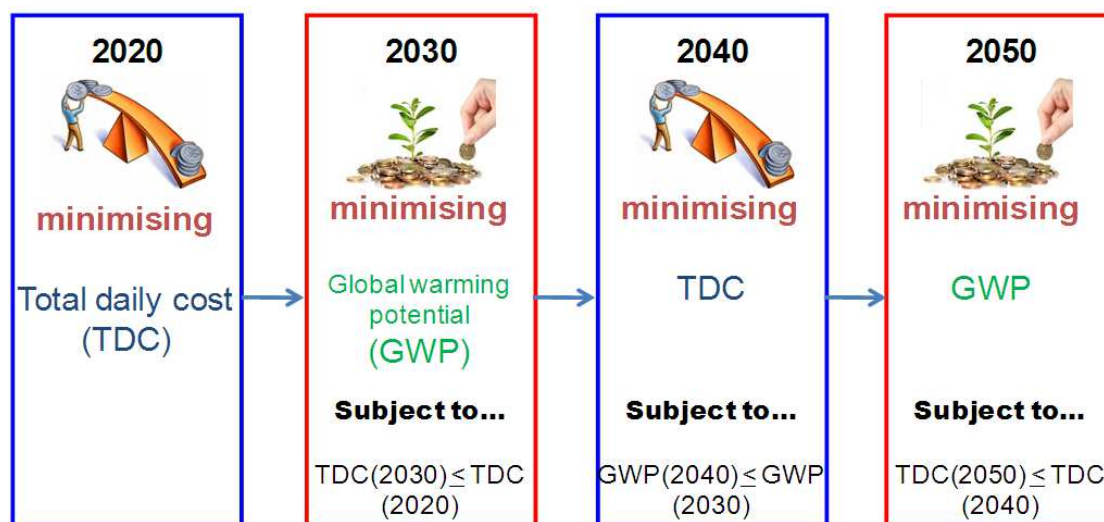 2020
minimising
Total daily cost
(TDC)
2030
minimising
Global warming
potential
(GWP)
Subject to...
TDC(2030)≤ TDC
(2020)
2040
minimising
TDC
Subject to...
GWP(2040)≤ GWP
(2030)
2050
minimising
GWP
Subject to...
TDC(2050)≤ TDC
(2040)